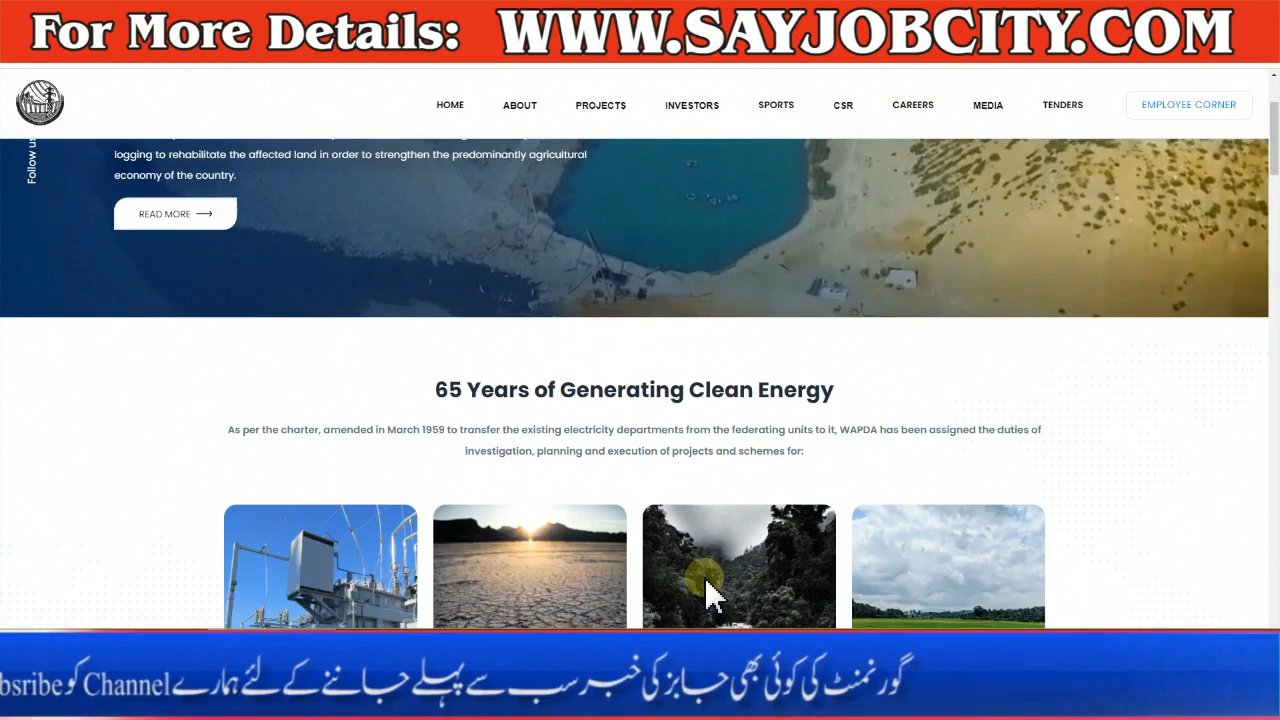 For More Details: WWW.SAYJOBCITY.COM
HOME ABOUT PROJECTS INVESTORS SPORTS CSR CAREERS MEDIA TENDERS EMPLOYEE CORNER
Follow us
logging to rehabilitate the affected land in order to strengthen the predominantly agricultural
economy of the country.
READ MORE
65 Years of Generating Clean Energy
As per the charter, amended in March 1959 to transfer the existing electricity departments from the federating units to it, WAPDA has been assigned the duties of
investigation, planning and execution of projects and schemes for:
گورنمنٹ کی کوئی بھی جابز کی خبر سب سے پہلے جاننے کے لئے ہمارے Channel کو bsribe